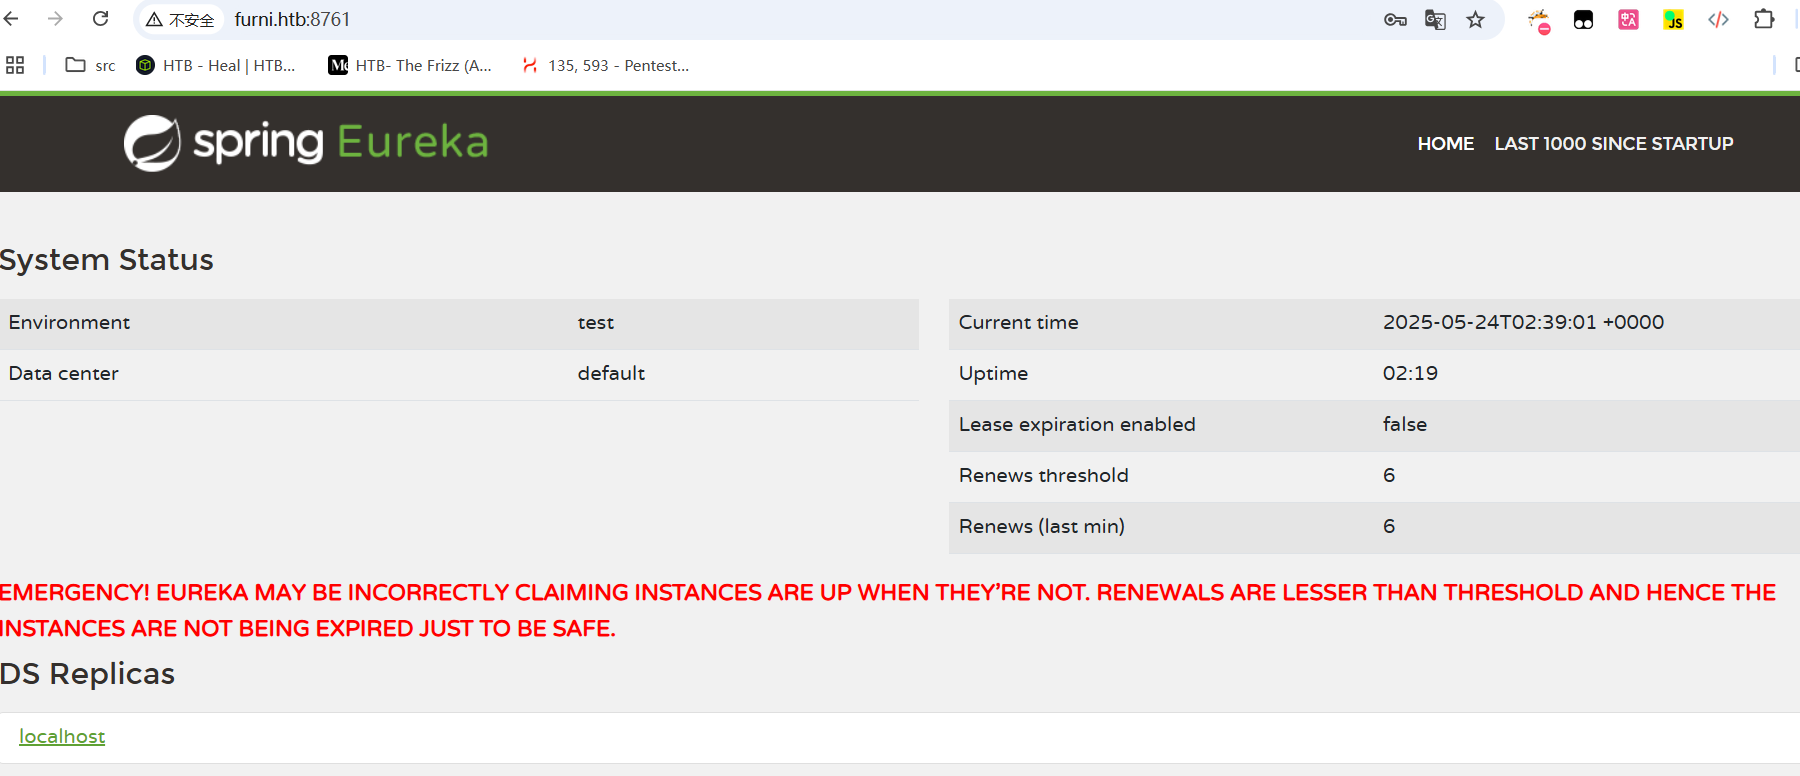 不安全 furni.htb:8761
src HTB - Heal | HTB... HTB- The Frizz (A... 135, 593 - Pentest...
spring Eureka
HOME LAST 1000 SINCE STARTUP
System Status
Environment test
Data center default
Current time 2025-05-24T02:39:01 +0000
Uptime 02:19
Lease expiration enabled false
Renews threshold 6
Renews (last min) 6
EMERGENCY! EUREKA MAY BE INCORRECTLY CLAIMING INSTANCES ARE UP WHEN THEY'RE NOT. RENEWALS ARE LESSER THAN THRESHOLD AND HENCE THE
INSTANCES ARE NOT BEING EXPIRED JUST TO BE SAFE.
DS Replicas
localhost